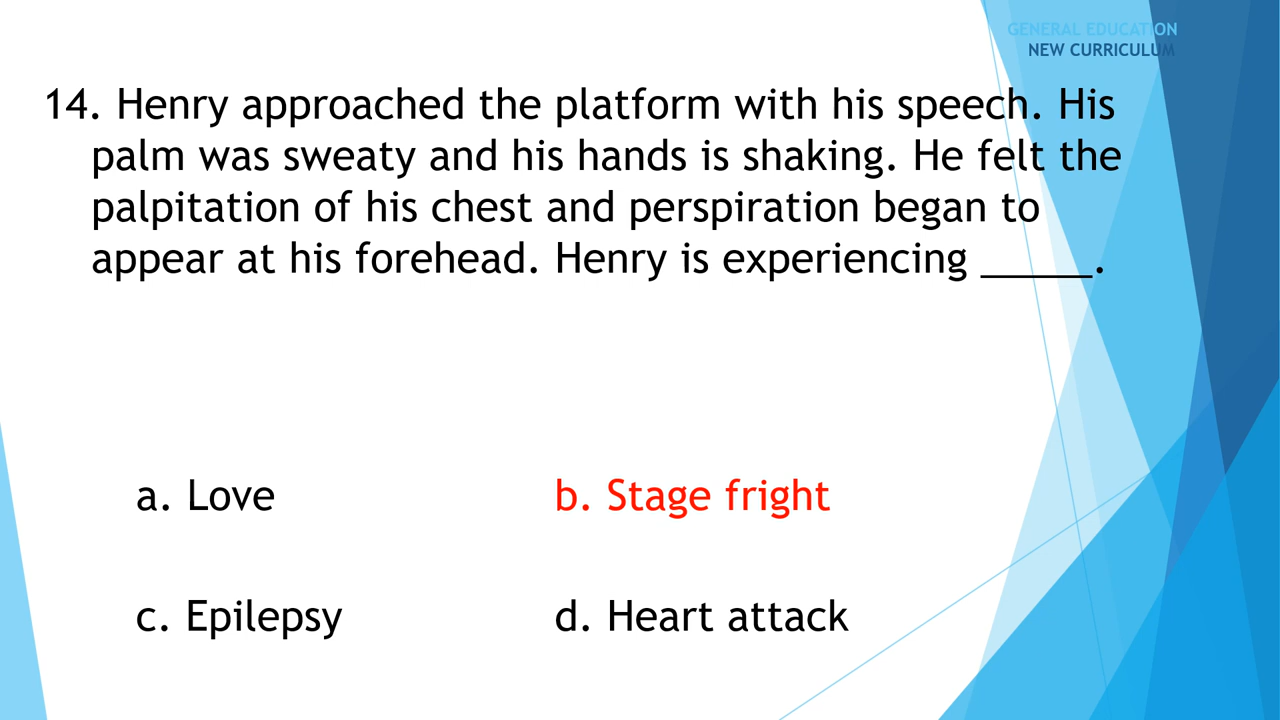 GENERAL EDUCATION
NEW CURRICULUM
14. Henry approached the platform with his speech. His
palm was sweaty and his hands is shaking. He felt the
palpitation of his chest and perspiration began to
appear at his forehead. Henry is experiencing _____.
a. Love
b. Stage fright
c. Epilepsy
d. Heart attack